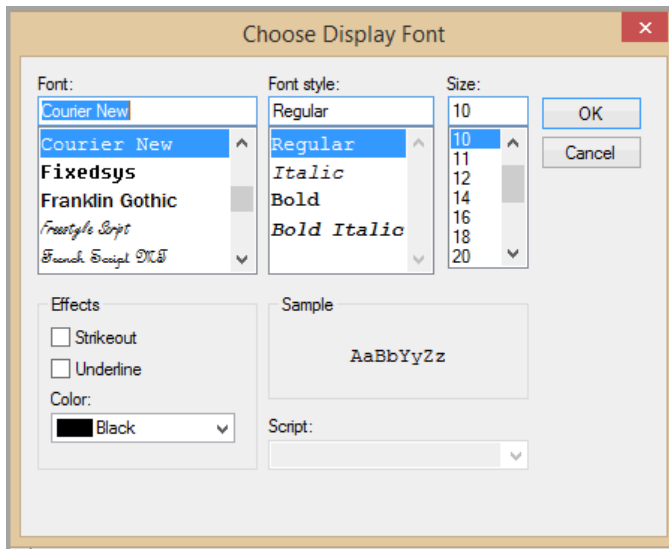 Choose Display Font
Font: Font style: Size:
Courier New Regular 10
Courier New Regular 10
Fixedsys Italic 11
Franklin Gothic Bold 12
Freestyle Script Bold Italic 14
French Script MT 16
18
20
OK
Cancel
Effects
Strikeout
Underline
Color:
Black
Sample
AaBbYyZz
Script: